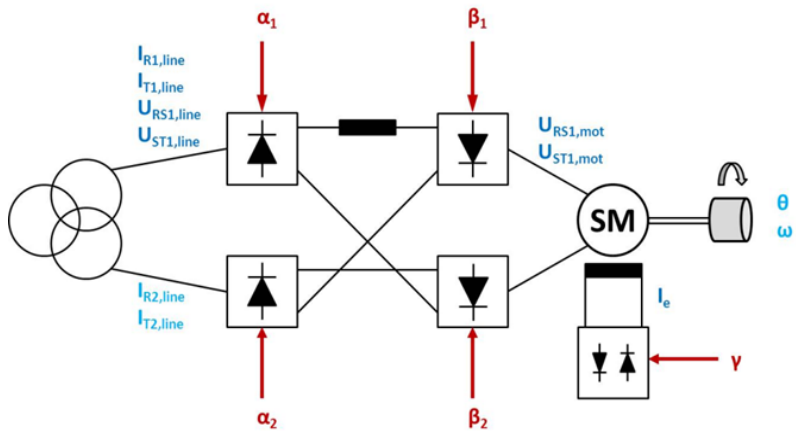 α1
β1
IR1,line
IT1,line
URS1,line
UST1,line
URS1,mot
UST1,mot
SM
θ
ω
IR2,line
IT2,line
Ie
γ
α2
β2